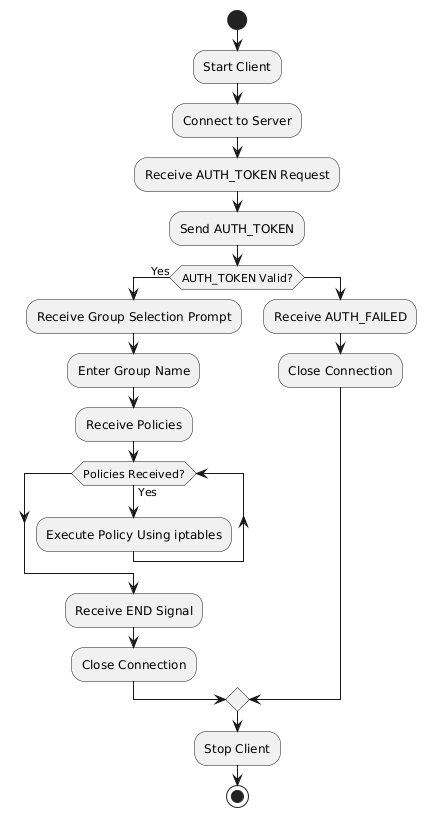 Start Client
Connect to Server
Receive AUTH_TOKEN Request
Send AUTH_TOKEN
Yes
AUTH_TOKEN Valid?
Receive Group Selection Prompt
Receive AUTH_FAILED
Enter Group Name
Close Connection
Receive Policies
Policies Received?
Yes
Execute Policy Using iptables
Receive END Signal
Close Connection
Stop Client